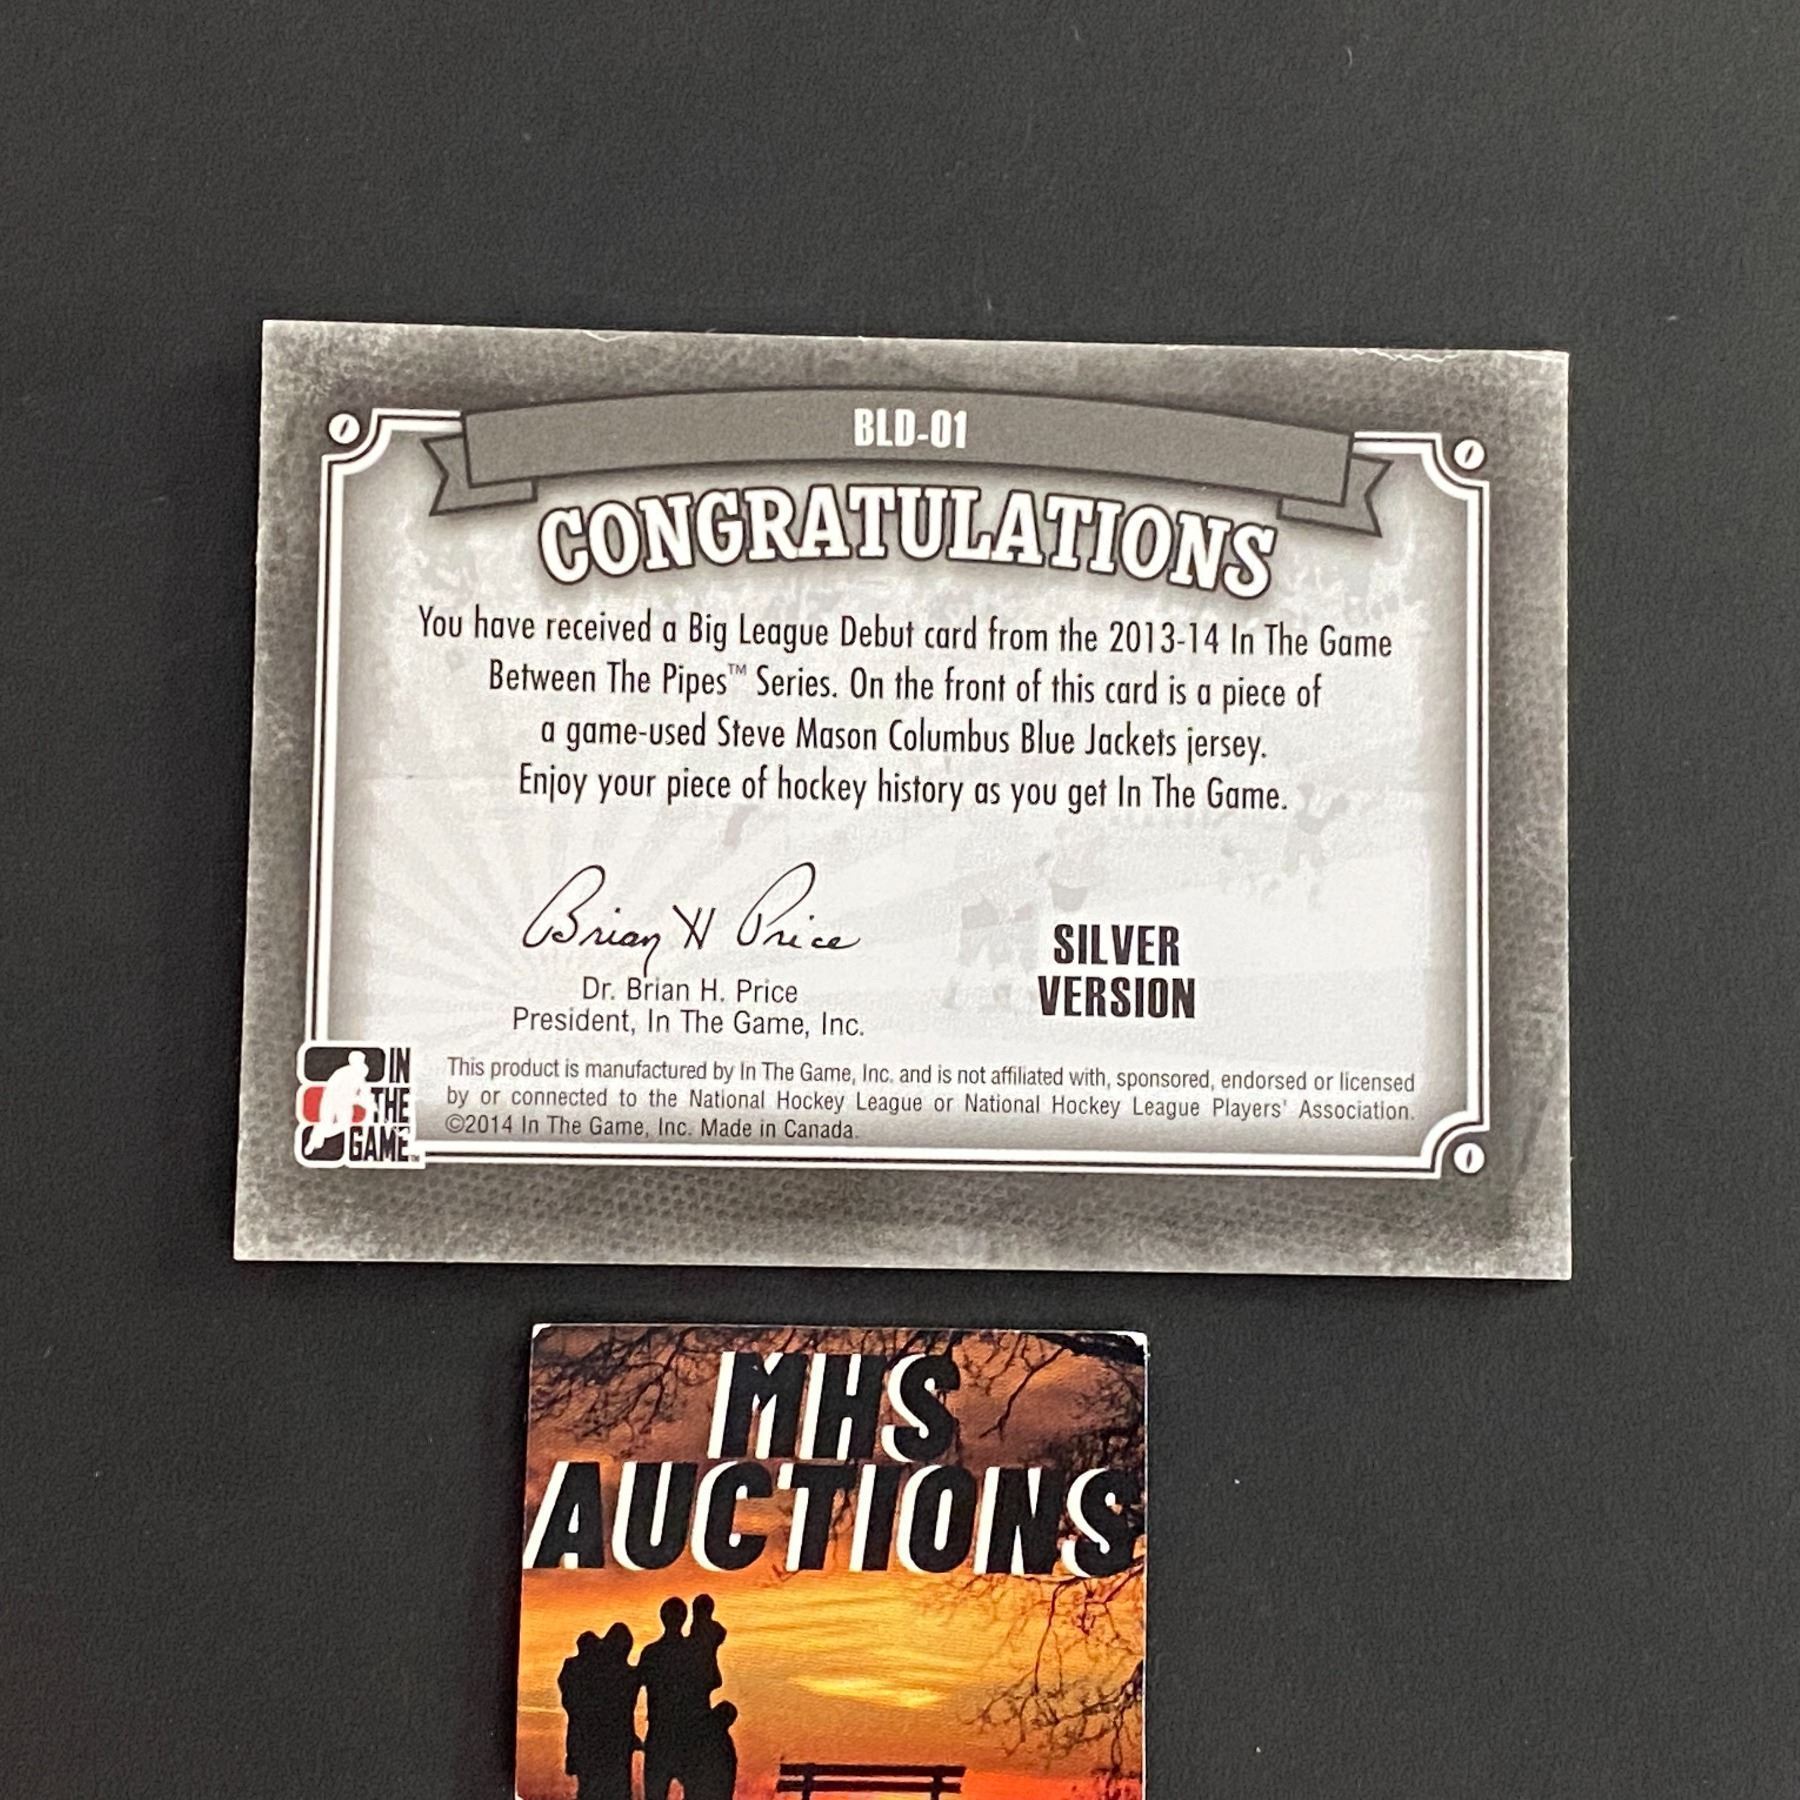 BLD-01
CONGRATULATIONS
You have received a Big League Debut card from the 2013-14 In The Game
Between The Pipes™ Series. On the front of this card is a piece of
a game-used Steve Mason Columbus Blue Jackets jersey.
Enjoy your piece of hockey history as you get In The Game.
Brian H Price
Dr. Brian H. Price
President, In The Game, Inc.
SILVER
VERSION
IN
THE
GAME™
This product is manufactured by In The Game, Inc. and is not affiliated with, sponsored, endorsed or licensed
by or connected to the National Hockey League or National Hockey League Players' Association.
©2014 In The Game, Inc. Made in Canada.
MHS
AUCTIONS